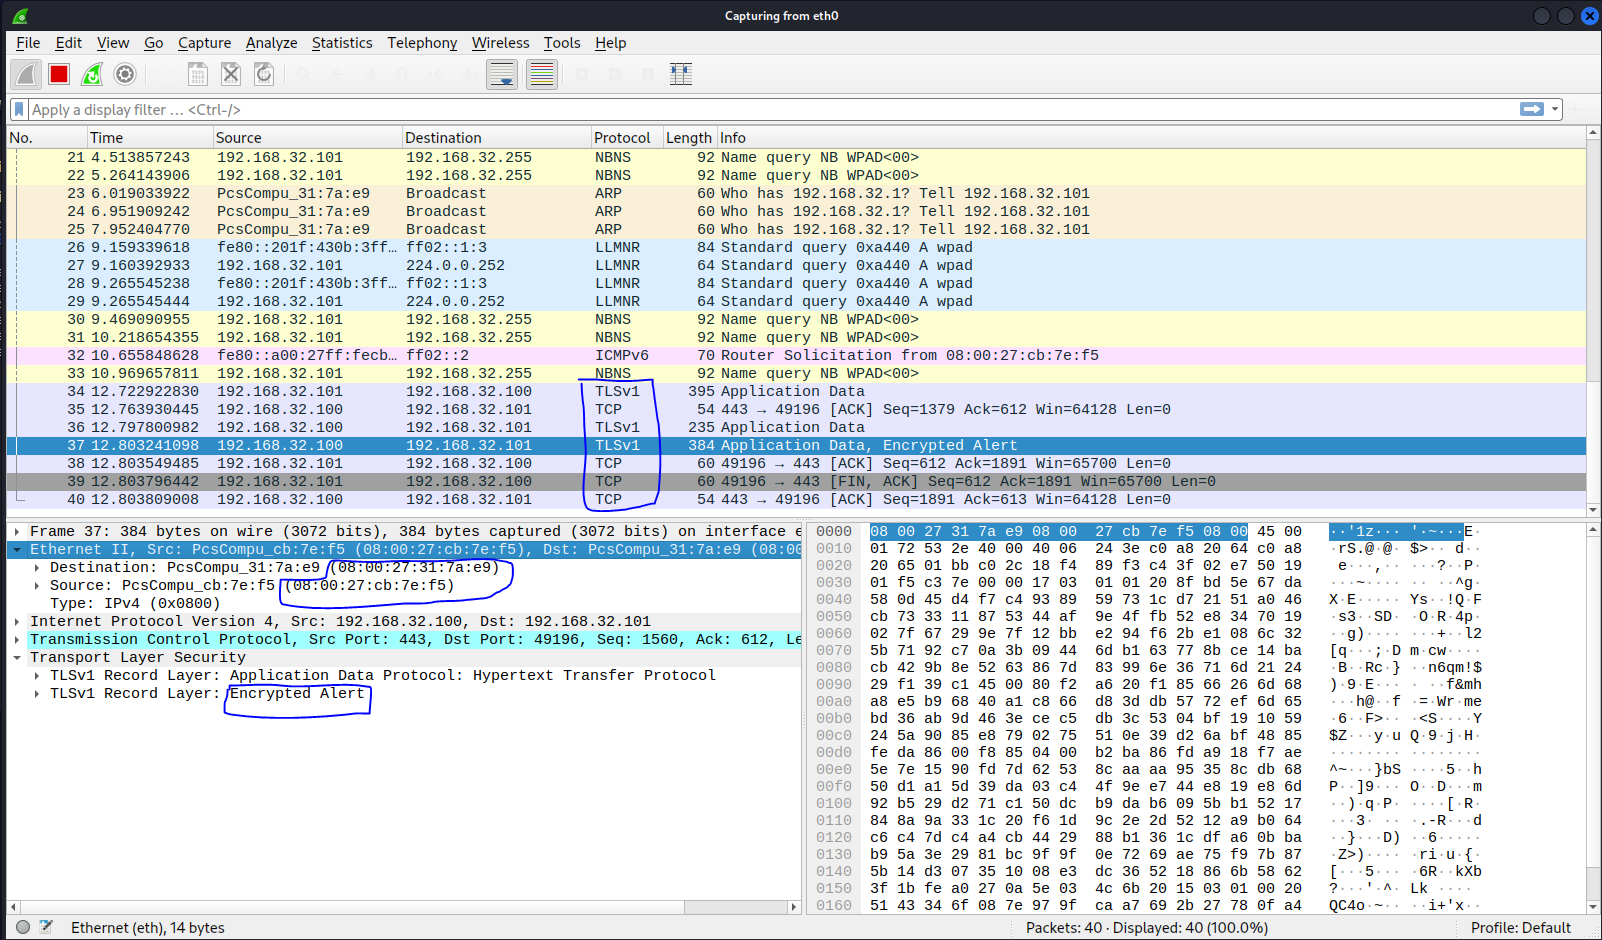 Capturing from eth0
File Edit View Go Capture Analyze Statistics Telephony Wireless Tools Help
Apply a display filter … <Ctrl-/>
No. Time Source Destination Protocol Length Info
21 4.513857243 192.168.32.101 192.168.32.255 NBNS 92 Name query NB WPAD<00>
22 5.264143906 192.168.32.101 192.168.32.255 NBNS 92 Name query NB WPAD<00>
23 6.019033922 PcsCompu_31:7a:e9 Broadcast ARP 60 Who has 192.168.32.1? Tell 192.168.32.101
24 6.951909242 PcsCompu_31:7a:e9 Broadcast ARP 60 Who has 192.168.32.1? Tell 192.168.32.101
25 7.952404770 PcsCompu_31:7a:e9 Broadcast ARP 60 Who has 192.168.32.1? Tell 192.168.32.101
26 9.159339618 fe80::201f:430b:3ff… ff02::1:3 LLMNR 84 Standard query 0xa440 A wpad
27 9.160392933 192.168.32.101 224.0.0.252 LLMNR 64 Standard query 0xa440 A wpad
28 9.265545238 fe80::201f:430b:3ff… ff02::1:3 LLMNR 84 Standard query 0xa440 A wpad
29 9.265545444 192.168.32.101 224.0.0.252 LLMNR 64 Standard query 0xa440 A wpad
30 9.469090955 192.168.32.101 192.168.32.255 NBNS 92 Name query NB WPAD<00>
31 10.218654355 192.168.32.101 192.168.32.255 NBNS 92 Name query NB WPAD<00>
32 10.655848628 fe80::a00:27ff:fecb… ff02::2 ICMPv6 70 Router Solicitation from 08:00:27:cb:7e:f5
33 10.969657811 192.168.32.101 192.168.32.255 NBNS 92 Name query NB WPAD<00>
34 12.722922830 192.168.32.101 192.168.32.100 TLSv1 395 Application Data
35 12.763930445 192.168.32.100 192.168.32.101 TCP 54 443 → 49196 [ACK] Seq=1379 Ack=612 Win=64128 Len=0
36 12.797800982 192.168.32.100 192.168.32.101 TLSv1 235 Application Data
37 12.803241098 192.168.32.100 192.168.32.101 TLSv1 384 Application Data, Encrypted Alert
38 12.803549485 192.168.32.101 192.168.32.100 TCP 60 49196 → 443 [ACK] Seq=612 Ack=1891 Win=65700 Len=0
39 12.803796442 192.168.32.101 192.168.32.100 TCP 60 49196 → 443 [FIN, ACK] Seq=612 Ack=1891 Win=65700 Len=0
40 12.803809008 192.168.32.100 192.168.32.101 TCP 54 443 → 49196 [ACK] Seq=1891 Ack=613 Win=64128 Len=0
Frame 37: 384 bytes on wire (3072 bits), 384 bytes captured (3072 bits) on interface e
Ethernet II, Src: PcsCompu_cb:7e:f5 (08:00:27:cb:7e:f5), Dst: PcsCompu_31:7a:e9 (08:00
Destination: PcsCompu_31:7a:e9 (08:00:27:31:7a:e9)
Source: PcsCompu_cb:7e:f5 (08:00:27:cb:7e:f5)
Type: IPv4 (0x0800)
Internet Protocol Version 4, Src: 192.168.32.100, Dst: 192.168.32.101
Transmission Control Protocol, Src Port: 443, Dst Port: 49196, Seq: 1560, Ack: 612, Le
Transport Layer Security
TLSv1 Record Layer: Application Data Protocol: Hypertext Transfer Protocol
TLSv1 Record Layer: Encrypted Alert
0000 08 00 27 31 7a e9 08 00 27 cb 7e f5 08 00 45 00 ··'1z··· '·~···E·
0010 01 72 53 2e 40 00 40 06 24 3e c0 a8 20 64 c0 a8 ·rS.@·@· $>·· d··
0020 20 65 01 bb c0 2c 18 f4 89 f3 c4 3f 02 e7 50 19  e···,·· ···?··P·
0030 01 f5 c3 7e 00 00 17 03 01 01 20 8f bd 5e 67 da ···~···· ·· ··^g·
0040 58 0d 45 d4 f7 c4 93 89 59 73 1c d7 21 51 a0 46 X·E····· Ys··!Q·F
0050 cb 73 33 11 87 53 44 af 9e 4f fb 52 e8 34 70 19 ·s3··SD· ·O·R·4p·
0060 02 7f 67 29 9e 7f 12 bb e2 94 f6 2b e1 08 6c 32 ··g)···· ···+··l2
0070 5b 71 92 c7 0a 3b 09 44 6d b1 63 77 8b ce 14 ba [q···;·D m·cw····
0080 cb 42 9b 8e 52 63 86 7d 83 99 6e 36 71 6d 21 24 ·B··Rc·} ··n6qm!$
0090 29 f1 39 c1 45 00 80 f2 a6 20 f1 85 66 26 6d 68 )·9·E··· · ··f&mh
00a0 a8 e5 b9 68 40 a1 c8 66 d8 3d db 57 72 ef 6d 65 ···h@··f ·=·Wr·me
00b0 bd 36 ab 9d 46 3e ce c5 db 3c 53 04 bf 19 10 59 ·6··F>·· ·<S····Y
00c0 24 5a 90 85 e8 79 02 75 51 0e 39 d2 6a bf 48 85 $Z···y·u Q·9·j·H·
00d0 fe da 86 00 f8 85 04 00 b2 ba 86 fd a9 18 f7 ae ········ ········
00e0 5e 7e 15 90 fd 7d 62 53 8c aa aa 95 35 8c db 68 ^~···}bS ····5··h
00f0 50 d1 a1 5d 39 da 03 c4 4f 9e e7 44 e8 19 e8 6d P··]9··· O··D···m
0100 92 b5 29 d2 71 c1 50 dc b9 da b6 09 5b b1 52 17 ··)·q·P· ····[·R·
0110 84 8a 9a 33 1c 20 f6 1d 9c 2e 2d 52 12 a9 b0 64 ···3· ·· ·.-R···d
0120 c6 c4 7d c4 a4 cb 44 29 88 b1 36 1c df a6 0b ba ··}···D) ··6·····
0130 b9 5a 3e 29 81 bc 9f 9f 0e 72 69 ae 75 f9 7b 87 ·Z>)···· ·ri·u·{·
0140 5b 14 d3 07 35 10 08 e3 dc 36 52 18 86 6b 58 62 [···5··· ·6R··kXb
0150 3f 1b fe a0 27 0a 5e 03 4c 6b 20 15 03 01 00 20 ?···'·^· Lk ····
0160 51 43 34 6f 08 7e 97 9f ca a7 69 2b 27 78 0f a4 QC4o·~·· ··i+'x··
Ethernet (eth), 14 bytes
Packets: 40 · Displayed: 40 (100.0%)
Profile: Default